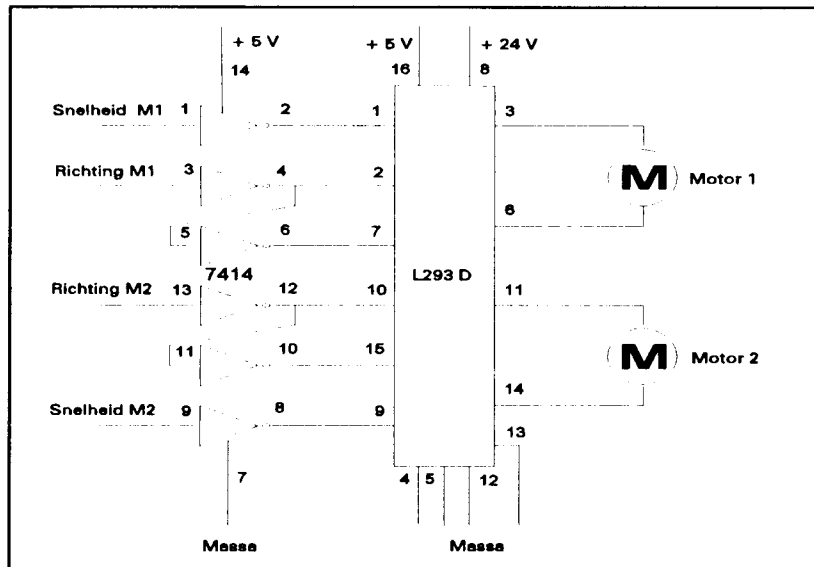 + 5 V + 5 V + 24 V
14 16 8
Snelheid M1 1 2 1 3
Richting M1 3 4 2 M Motor 1
5 6 7 6
7414 L293 D
Richting M2 13 12 10 11
11 10 15 M Motor 2
14
Snelheid M2 9 8 9 13
7 4 5 12
Massa Massa